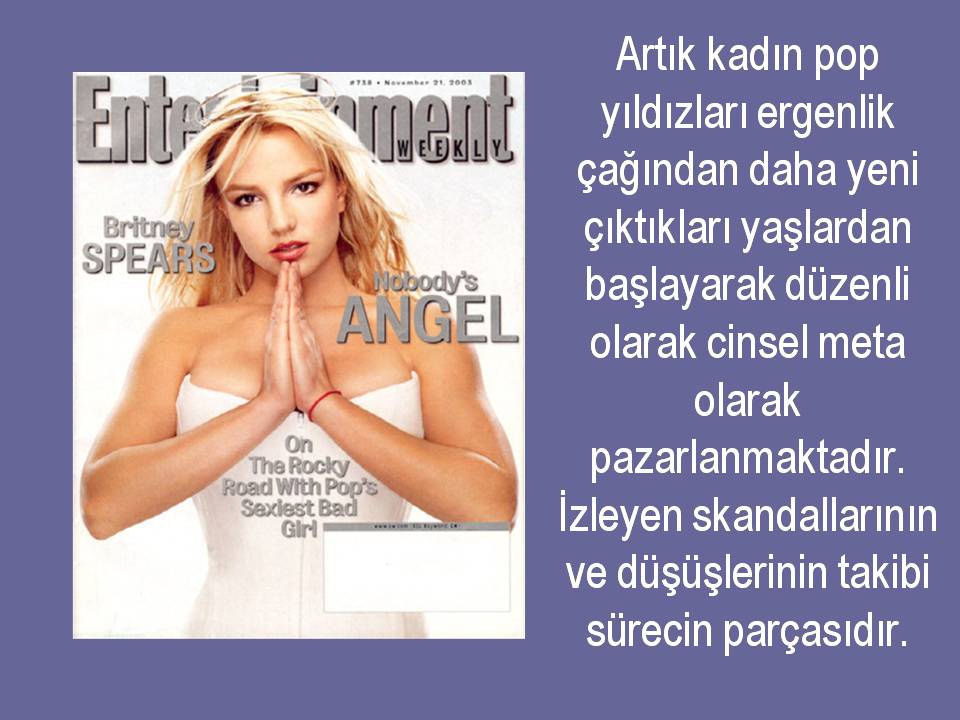 #738 • November 21, 2003
Entertainment
WEEKLY
Britney
SPEARS
Nobody's
ANGEL
On
The Rocky
Road With Pop's
Sexiest Bad
Girl
Artık kadın pop
yıldızları ergenlik
çağından daha yeni
çıktıkları yaşlardan
başlayarak düzenli
olarak cinsel meta
olarak
pazarlanmaktadır.
İzleyen skandallarının
ve düşüşlerinin takibi
sürecin parçasıdır.